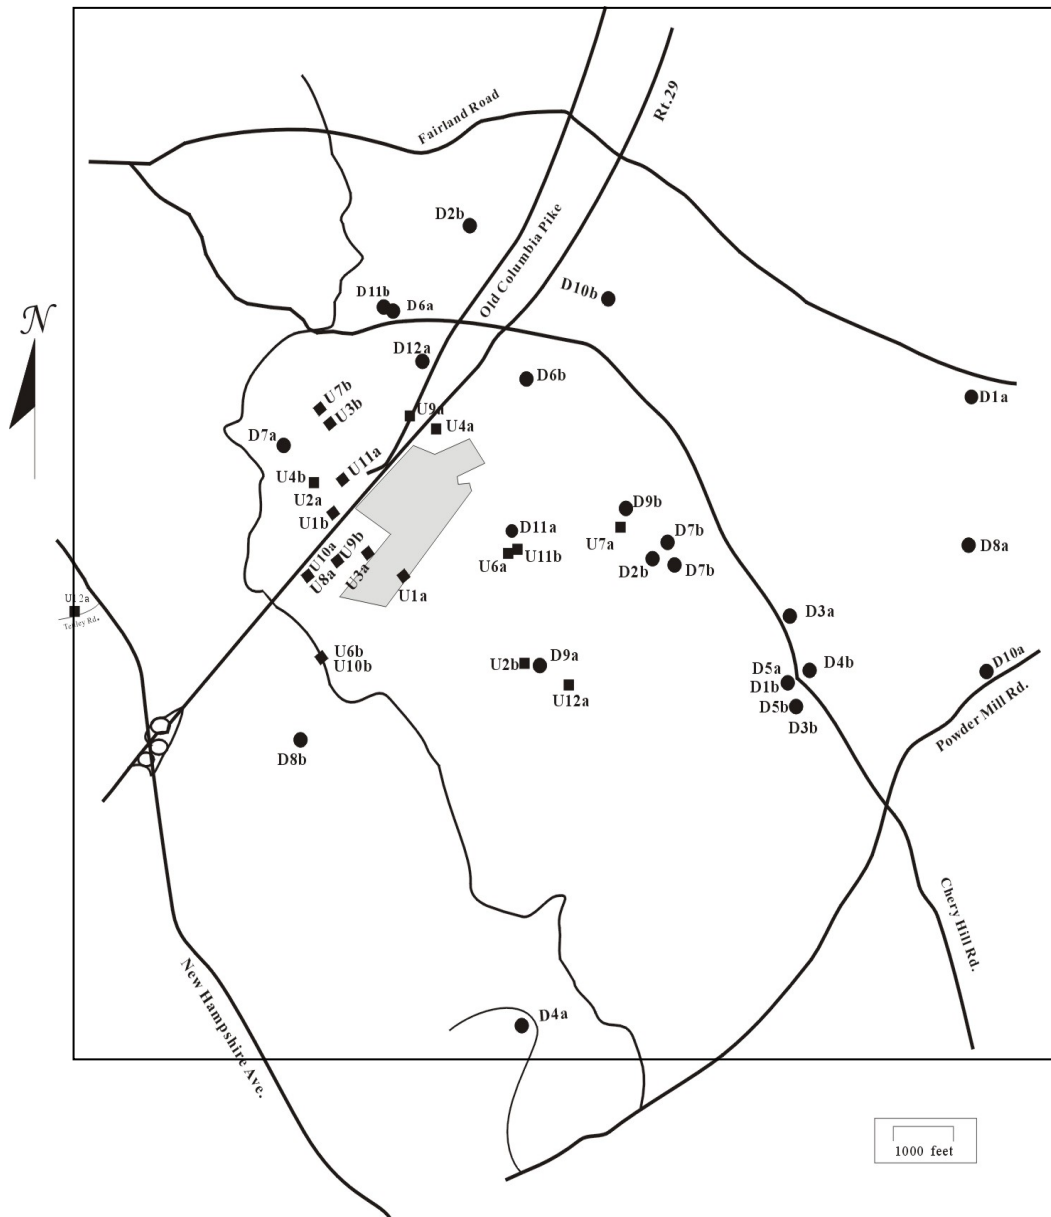 Fairland Road
Rt.29
D2b
Old Columbia Pike
D11b
D6a
D10b
N
D12a
D6b
D1a
U7b
U3b
U9a
U4a
D7a
U11a
U4b
U2a
U1b
D9b
D11a
U7a
D7b
D8a
U10a
U9b
U8a
U3a
U6a
U11b
D2b
D7b
U1a
U12a
Tenley Rd.
D3a
U6b
U10b
U2b
D9a
D5a
D4b
D10a
D1b
U12a
D5b
D3b
Powder Mill Rd.
D8b
Chery Hill Rd.
New Hampshire Ave.
D4a
1000 feet